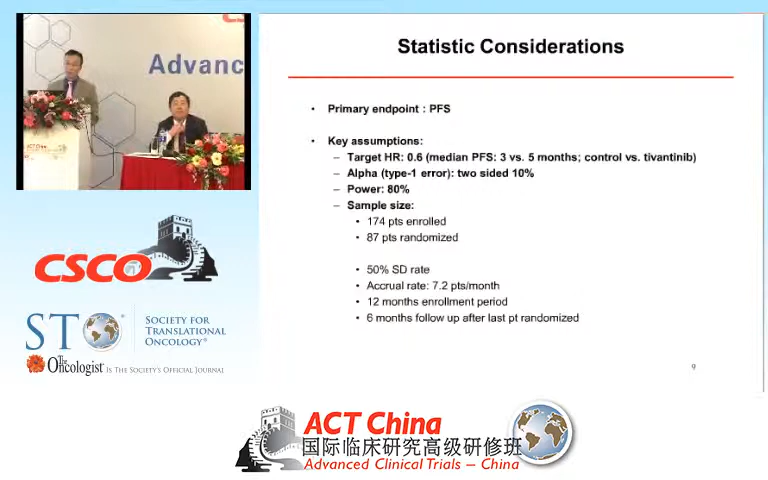 Advanc
ACT China
Statistic Considerations
• Primary endpoint : PFS
• Key assumptions:
– Target HR: 0.6 (median PFS: 3 vs. 5 months; control vs. tivantinib)
– Alpha (type-1 error): two sided 10%
– Power: 80%
– Sample size:
• 174 pts enrolled
• 87 pts randomized
• 50% SD rate
• Accrual rate: 7.2 pts/month
• 12 months enrollment period
• 6 months follow up after last pt randomized
9
CSCO
STO
SOCIETY FOR
TRANSLATIONAL
ONCOLOGY®
The Oncologist® IS THE SOCIETY'S OFFICIAL JOURNAL
ACT China
国际临床研究高级研修班
Advanced Clinical Trials – China